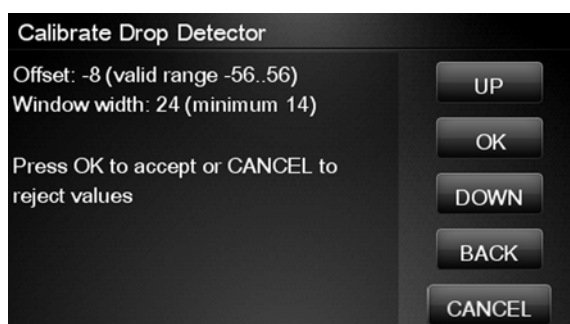 Calibrate Drop Detector
Offset: -8 (valid range -56..56)
Window width: 24 (minimum 14)
Press OK to accept or CANCEL to
reject values
UP
OK
DOWN
BACK
CANCEL